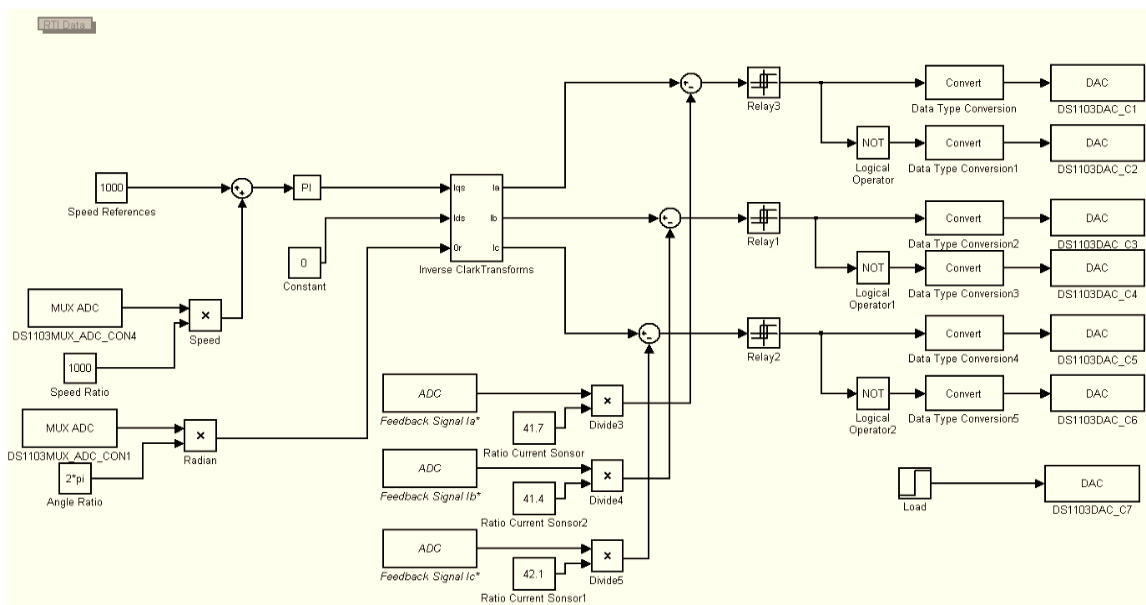 RTI Data
Relay3
Convert
Data Type Conversion
DAC
DS1103DAC_C1
NOT
Logical
Operator
Convert
Data Type Conversion1
DAC
DS1103DAC_C2
1000
Speed References
PI
Iqs
Ids
Ia
Ib
Ic
Inverse ClarkTransforms
0
Constant
Relay1
Convert
Data Type Conversion2
DAC
DS1103DAC_C3
NOT
Logical
Operator1
Convert
Data Type Conversion3
DAC
DS1103DAC_C4
MUX ADC
DS1103MUX_ADC_CON4
×
Speed
1000
Speed Ratio
Relay2
Convert
Data Type Conversion4
DAC
DS1103DAC_C5
NOT
Logical
Operator2
Convert
Data Type Conversion5
DAC
DS1103DAC_C6
MUX ADC
DS1103MUX_ADC_CON1
×
Radian
2*pi
Angle Ratio
ADC
Feedback Signal Ia*
41.7
Ratio Current Sonsor
×
Divide3
ADC
Feedback Signal Ib*
41.4
Ratio Current Sonsor2
×
Divide4
ADC
Feedback Signal Ic*
42.1
Ratio Current Sonsor1
×
Divide5
Load
DAC
DS1103DAC_C7